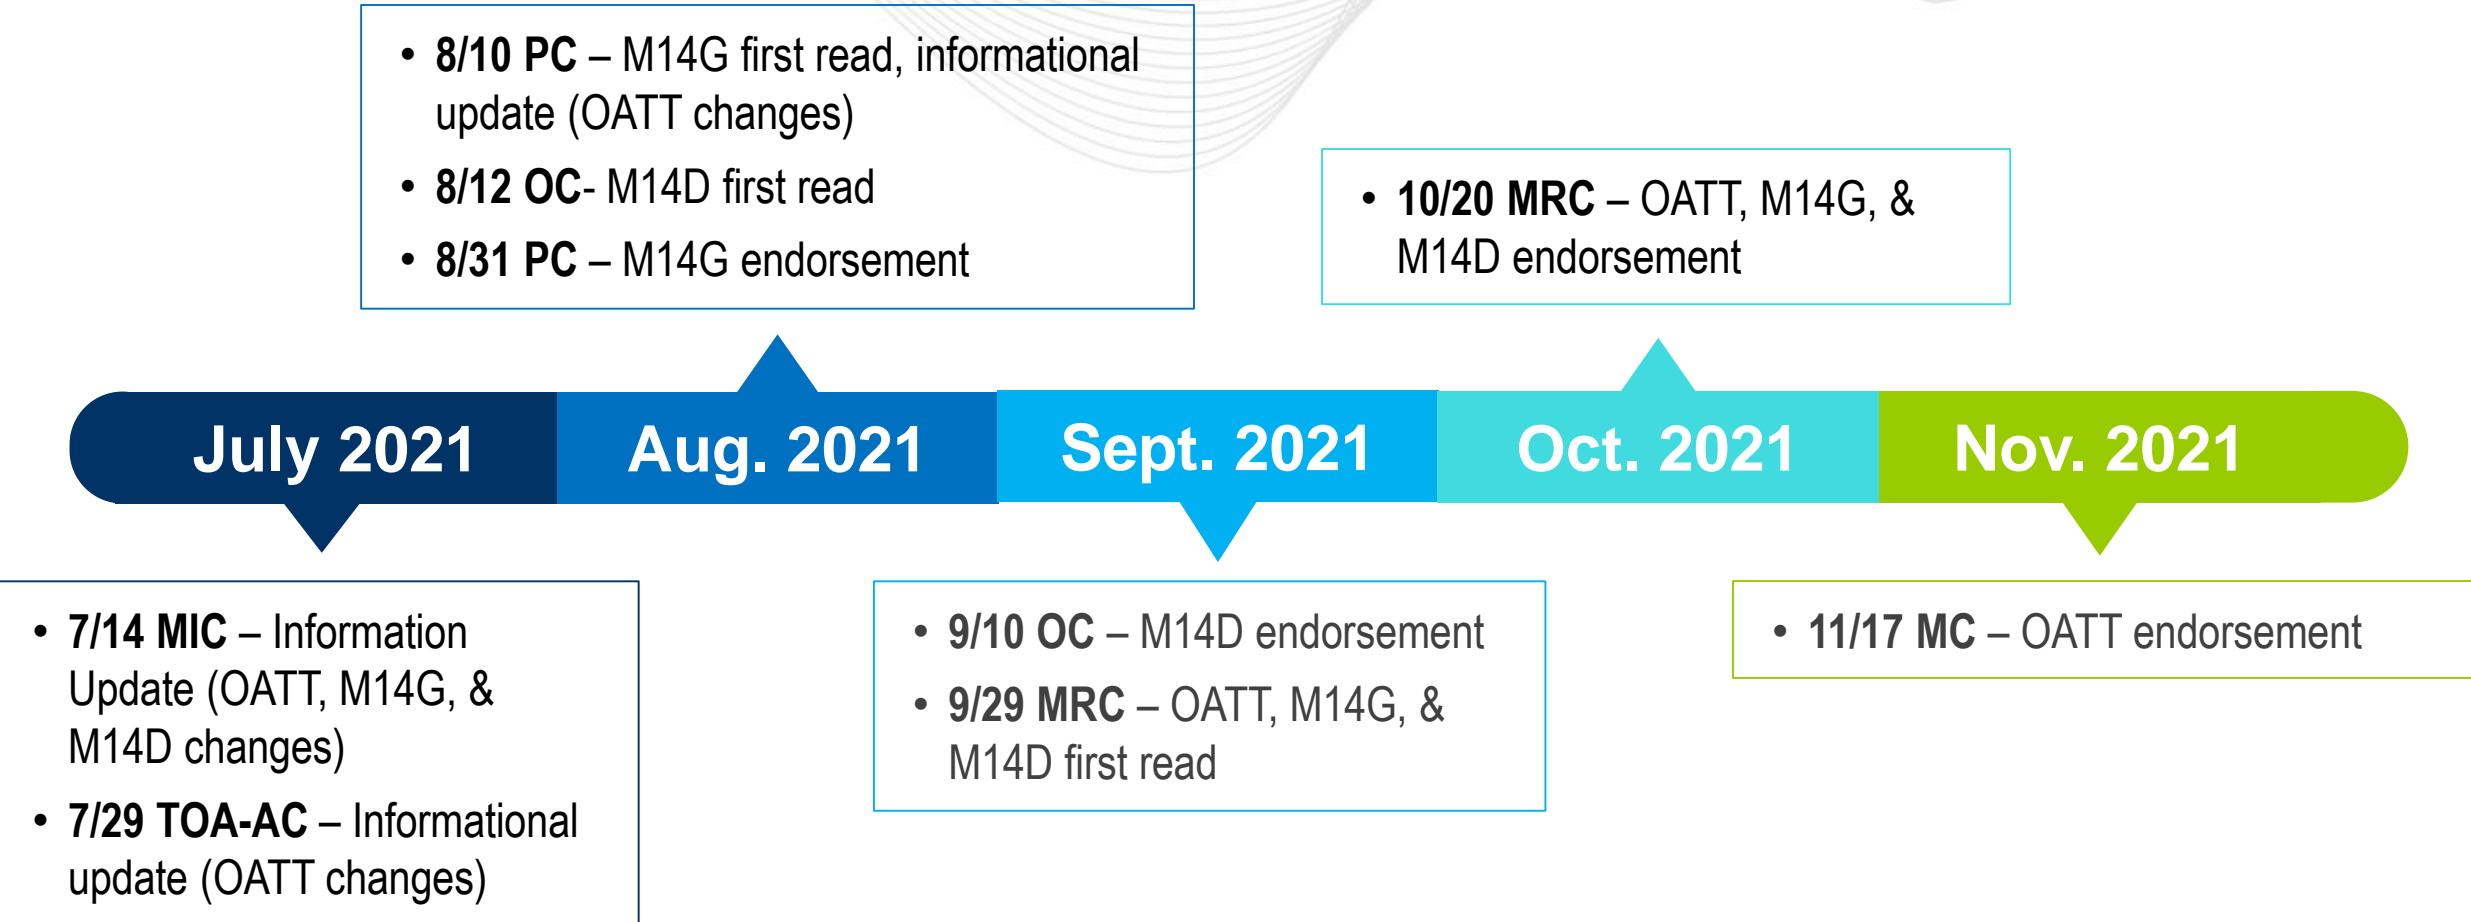 • 8/10 PC – M14G first read, informational
update (OATT changes)
• 8/12 OC- M14D first read
• 8/31 PC – M14G endorsement
• 10/20 MRC – OATT, M14G, &
M14D endorsement
July 2021
Aug. 2021
Sept. 2021
Oct. 2021
Nov. 2021
• 7/14 MIC – Information
Update (OATT, M14G, &
M14D changes)
• 7/29 TOA-AC – Informational
update (OATT changes)
• 9/10 OC – M14D endorsement
• 9/29 MRC – OATT, M14G, &
M14D first read
• 11/17 MC – OATT endorsement